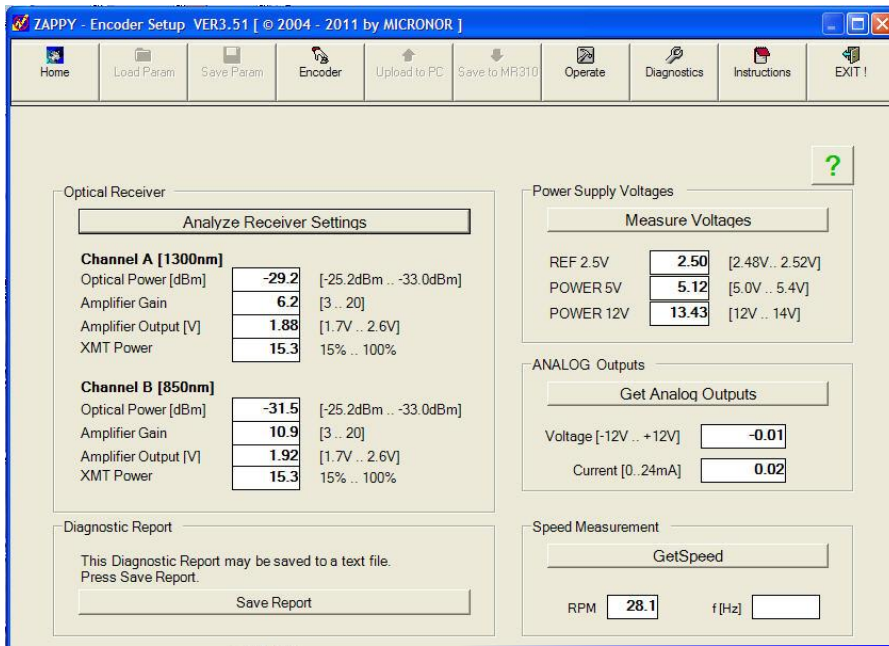 ZAPPY - Encoder Setup VER3.51 [ © 2004 - 2011 by MICRONOR ]
Home Load Param Save Param Encoder Upload to PC Save to MR310 Operate Diagnostics Instructions EXIT !
?
Optical Receiver
Analyze Receiver Settings
Channel A [1300nm]
Optical Power [dBm] -29.2 [-25.2dBm .. -33.0dBm]
Amplifier Gain 6.2 [3 .. 20]
Amplifier Output [V] 1.88 [1.7V .. 2.6V]
XMT Power 15.3 15% .. 100%
Channel B [850nm]
Optical Power [dBm] -31.5 [-25.2dBm .. -33.0dBm]
Amplifier Gain 10.9 [3 .. 20]
Amplifier Output [V] 1.92 [1.7V .. 2.6V]
XMT Power 15.3 15% .. 100%
Diagnostic Report
This Diagnostic Report may be saved to a text file.
Press Save Report.
Save Report
Power Supply Voltages
Measure Voltages
REF 2.5V 2.50 [2.48V.. 2.52V]
POWER 5V 5.12 [5.0V .. 5.4V]
POWER 12V 13.43 [12V .. 14V]
ANALOG Outputs
Get Analog Outputs
Voltage [-12V .. +12V] -0.01
Current [0..24mA] 0.02
Speed Measurement
GetSpeed
RPM 28.1 f [Hz]